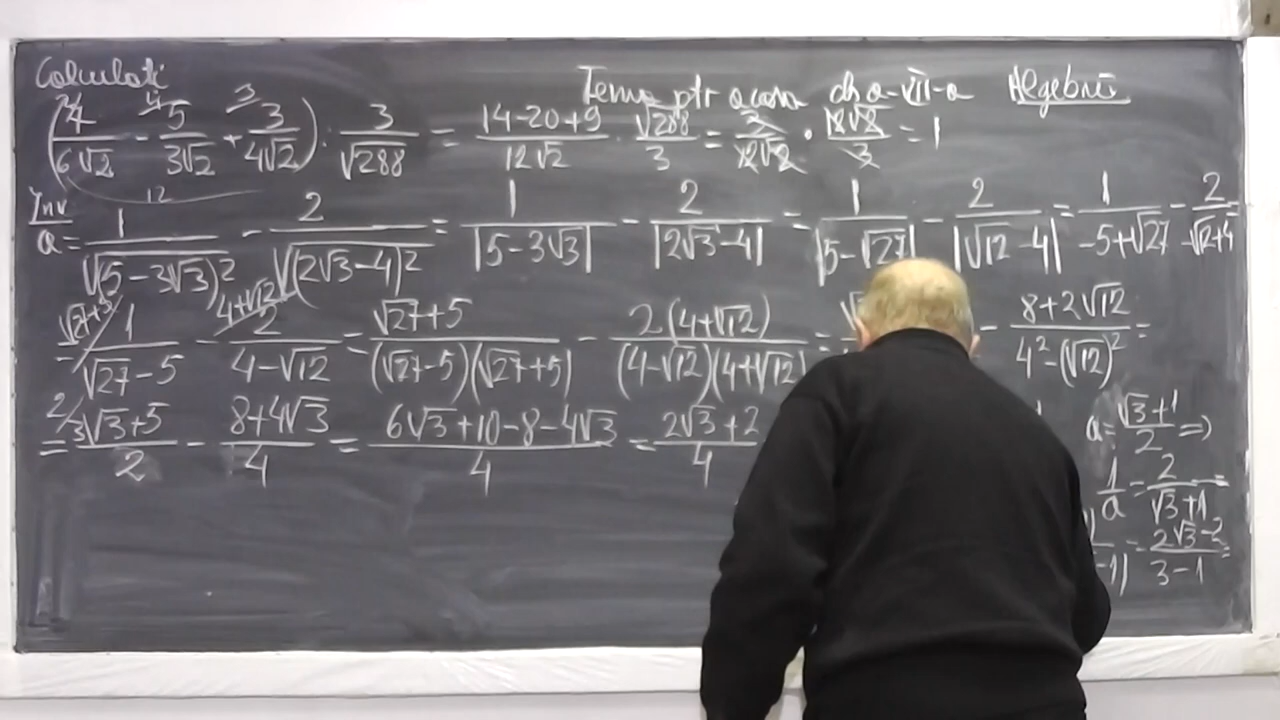 Calculati
Tema ptr acasa cls a-VII-a Algebra
(7/6√2 - 5/3√2 + 3/4√2) : 3/√288 = 14-20+9/12√2 · √288/3 = 3/12√2 · 12√2/3 = 1
Inv
a = 1/√(5-3√3)² - 2/√(2√3-4)² = 1/|5-3√3| - 2/|2√3-4| = 1/|5-√27| - 2/|√12-4| = 1/-5+√27 - 2/-√12+4
= 1/√27-5 - 2/4-√12 = √27+5/(√27-5)(√27+5) - 2(4+√12)/(4-√12)(4+√12) = - 8+2√12/4²-(√12)² =
= 3√3+5/2 - 8+4√3/4 = 6√3+10-8-4√3/4 = 2√3+2/4
a = √3+1/2 =>
1/a = 2/√3+1 =
= 2√3-2/3-1 =